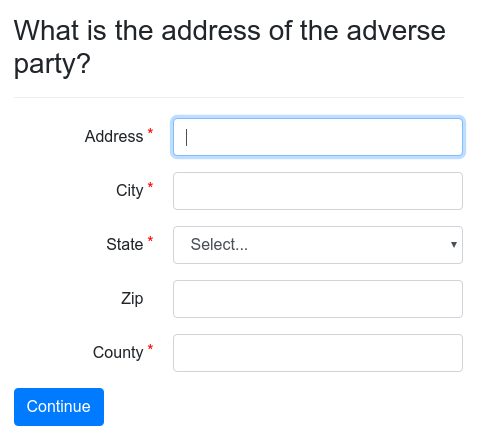 What is the address of the adverse
party?
Address *
City *
State * Select...
Zip
County *
Continue